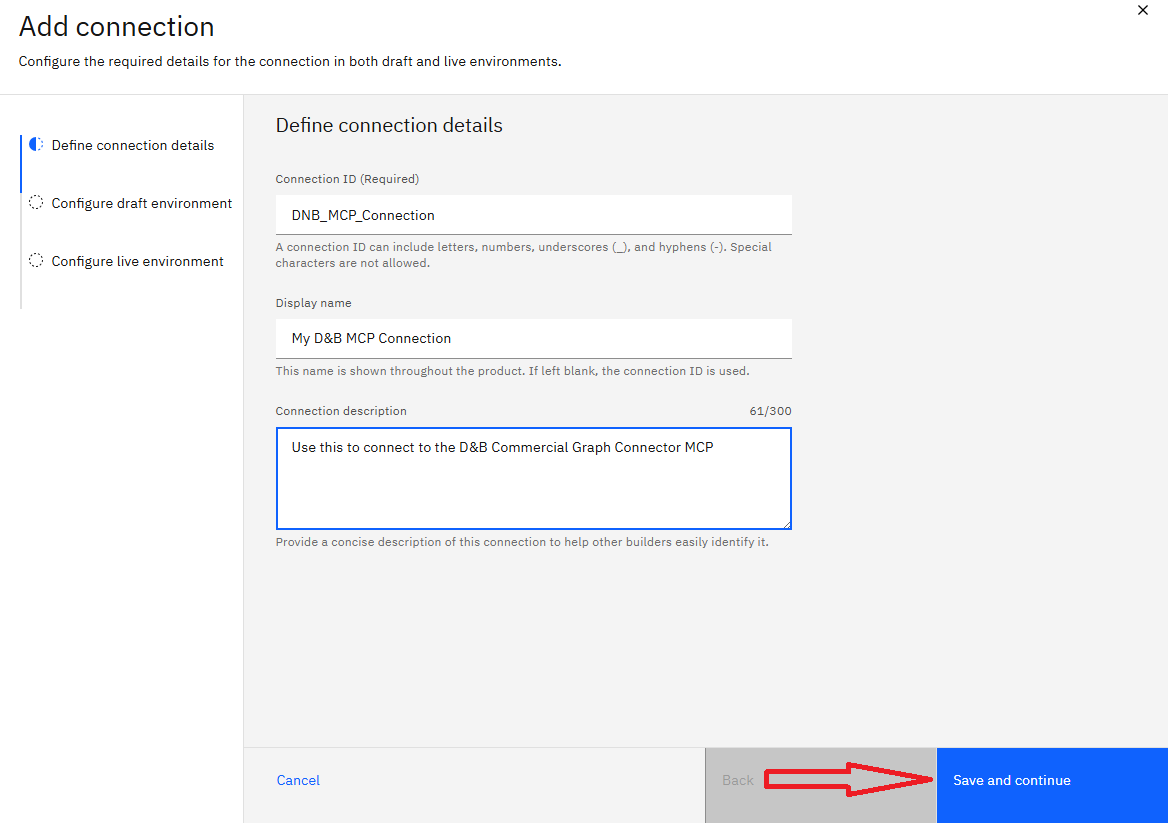 Add connection
Configure the required details for the connection in both draft and live environments.
Define connection details
Configure draft environment
Configure live environment
Define connection details
Connection ID (Required)
DNB_MCP_Connection
A connection ID can include letters, numbers, underscores (_), and hyphens (-). Special
characters are not allowed.
Display name
My D&B MCP Connection
This name is shown throughout the product. If left blank, the connection ID is used.
Connection description 61/300
Use this to connect to the D&B Commercial Graph Connector MCP
Provide a concise description of this connection to help other builders easily identify it.
Cancel
Back
Save and continue